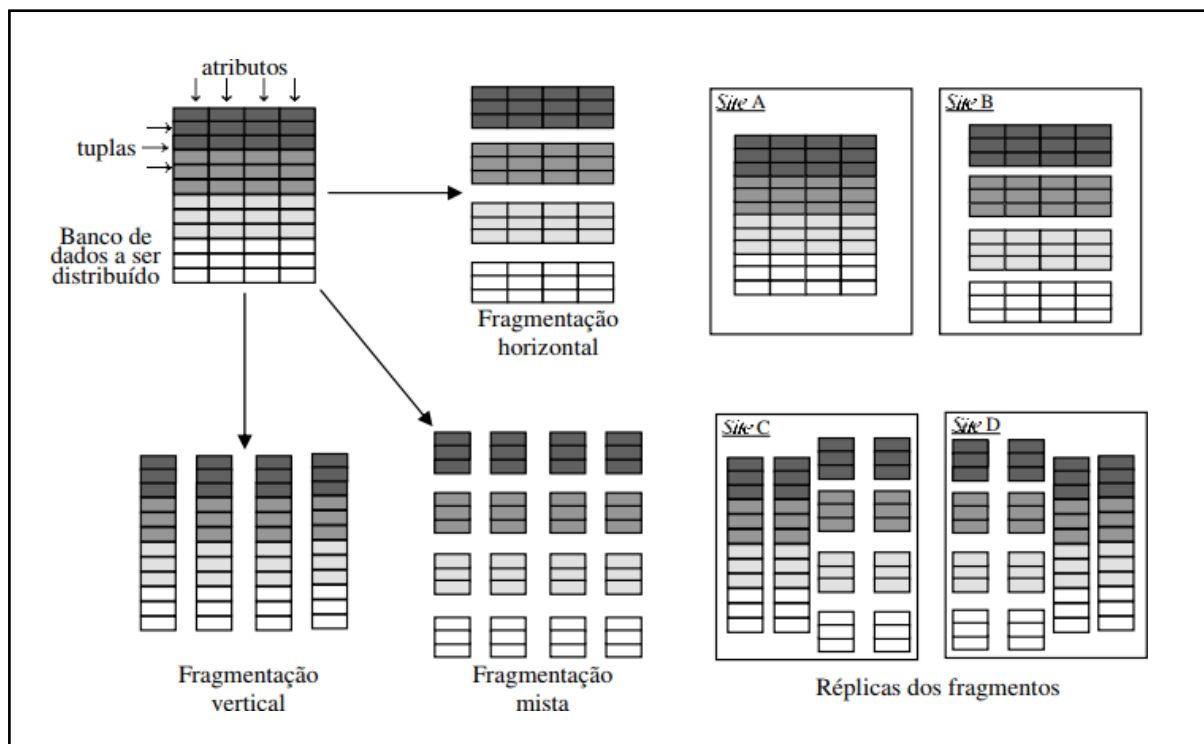 atributos
tuplas
Banco de
dados a ser
distribuído
Fragmentação
horizontal
Fragmentação
vertical
Fragmentação
mista
Site A
Site B
Site C
Site D
Réplicas dos fragmentos